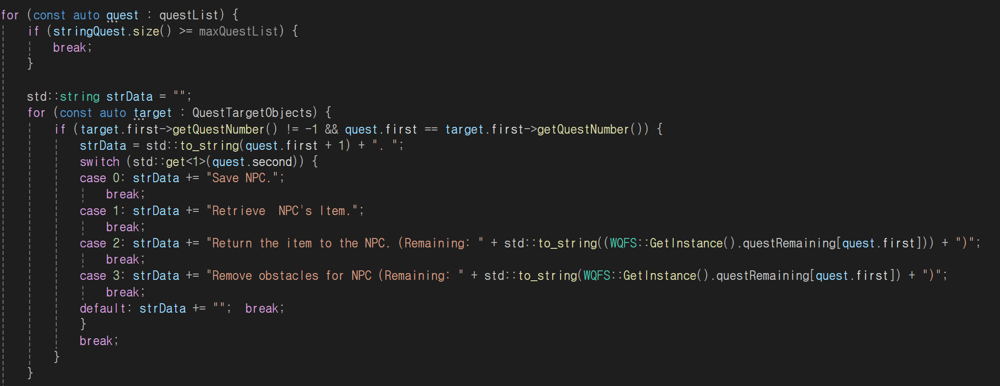 for (const auto quest : questList) {
if (stringQuest.size() >= maxQuestList) {
break;
}
std::string strData = "";
for (const auto target : QuestTargetObjects) {
if (target.first->getQuestNumber() != -1 && quest.first == target.first->getQuestNumber()) {
strData = std::to_string(quest.first + 1) + ". ";
switch (std::get<1>(quest.second)) {
case 0: strData += "Save NPC.";
break;
case 1: strData += "Retrieve  NPC's Item.";
break;
case 2: strData += "Return the item to the NPC. (Remaining: " + std::to_string((WQFS::GetInstance().questRemaining[quest.first])) + ")";
break;
case 3: strData += "Remove obstacles for NPC (Remaining: " + std::to_string(WQFS::GetInstance().questRemaining[quest.first]) + ")";
break;
default: strData += "";  break;
}
break;
}
}